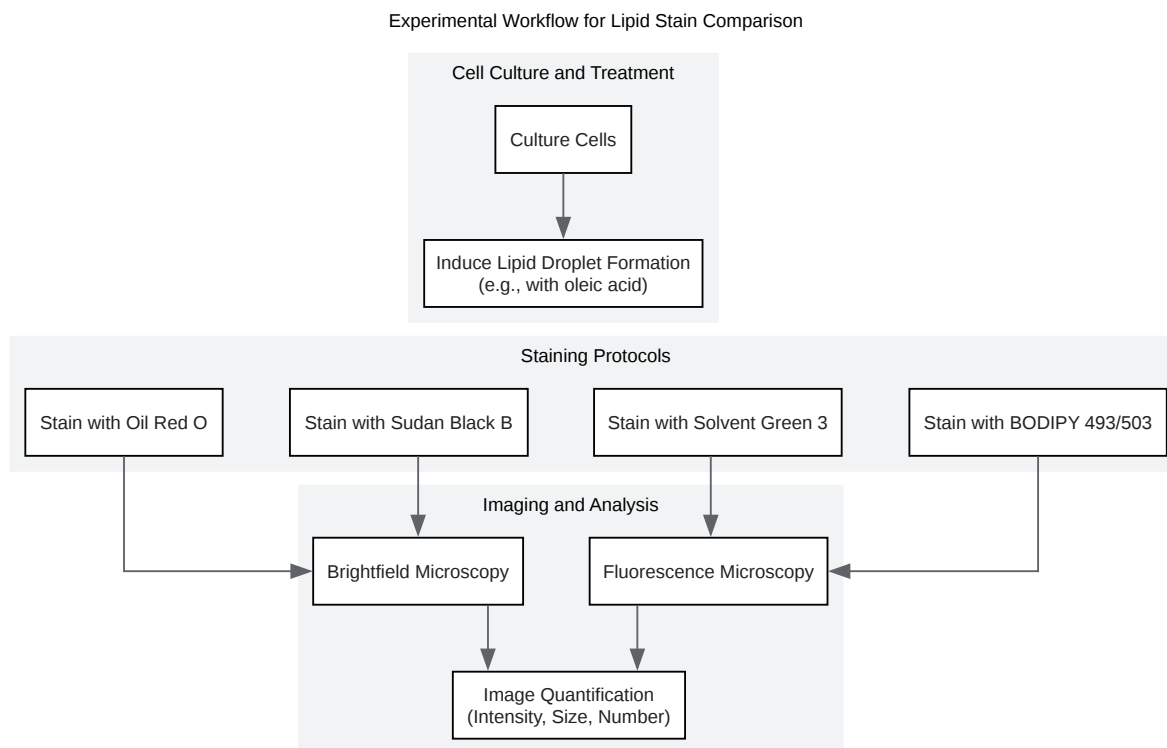 Experimental Workflow for Lipid Stain Comparison
Cell Culture and Treatment
Culture Cells
Induce Lipid Droplet Formation
(e.g., with oleic acid)
Staining Protocols
Stain with Oil Red O
Stain with Sudan Black B
Stain with Solvent Green 3
Stain with BODIPY 493/503
Imaging and Analysis
Brightfield Microscopy
Fluorescence Microscopy
Image Quantification
(Intensity, Size, Number)